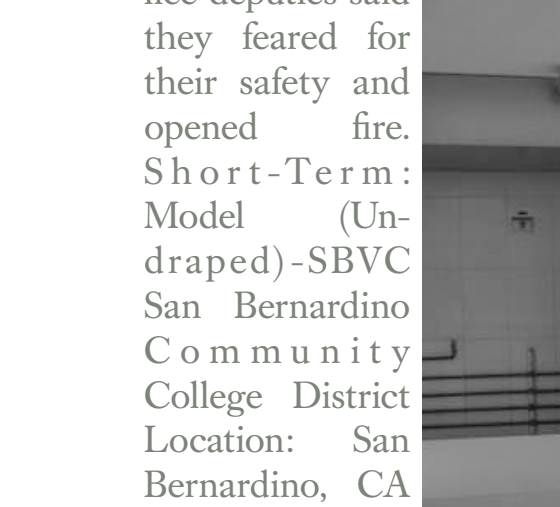 they feared for
their safety and
opened fire.
Short-Term:
Model (Un-
draped)-SBVC
San Bernardino
Community
College District
Location: San
Bernardino, CA